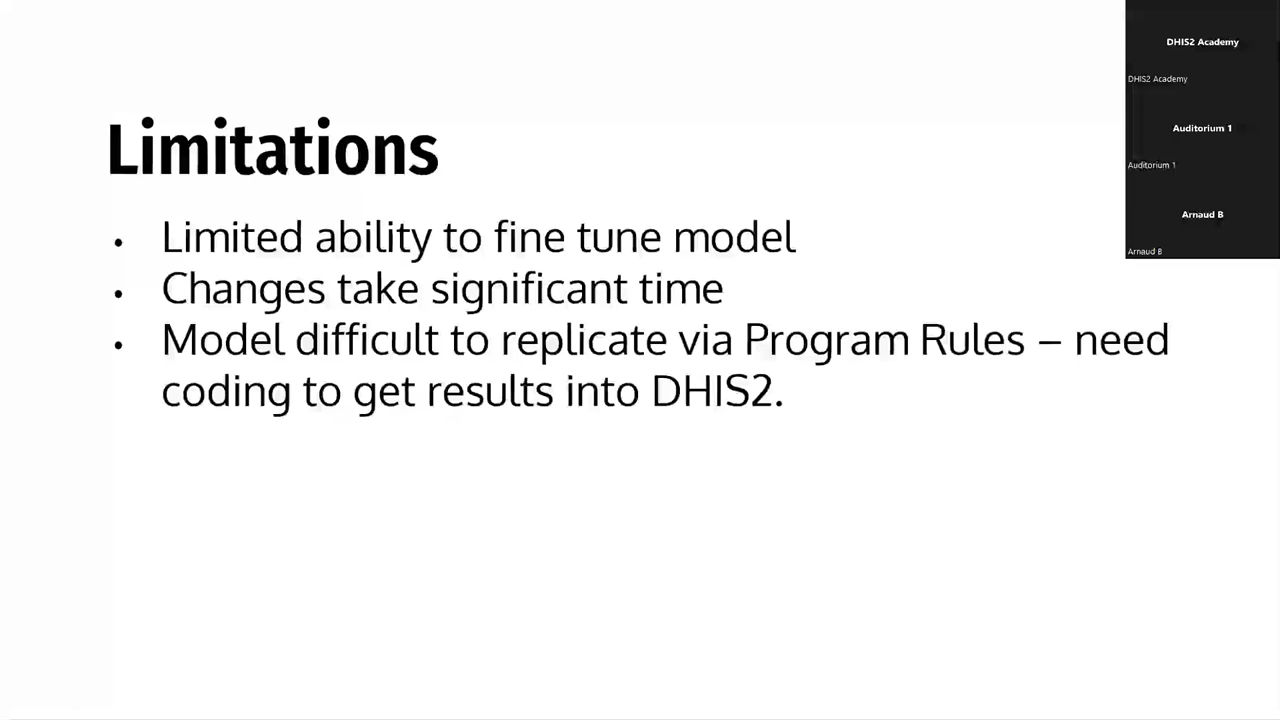 Limitations
• Limited ability to fine tune model
• Changes take significant time
• Model difficult to replicate via Program Rules – need
coding to get results into DHIS2.
DHIS2 Academy
DHIS2 Academy
Auditorium 1
Auditorium 1
Arnaud B
Arnaud B